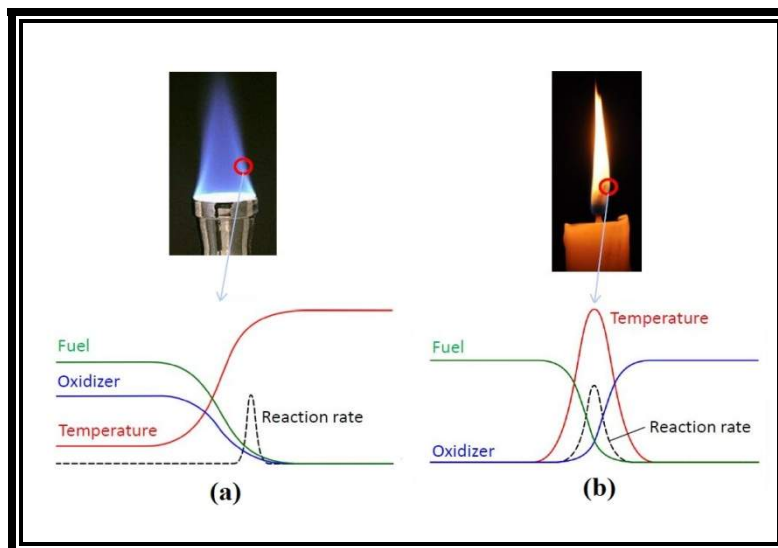 Fuel
Oxidizer
Temperature
Reaction rate
(a)
Temperature
Fuel
Reaction rate
Oxidizer
(b)